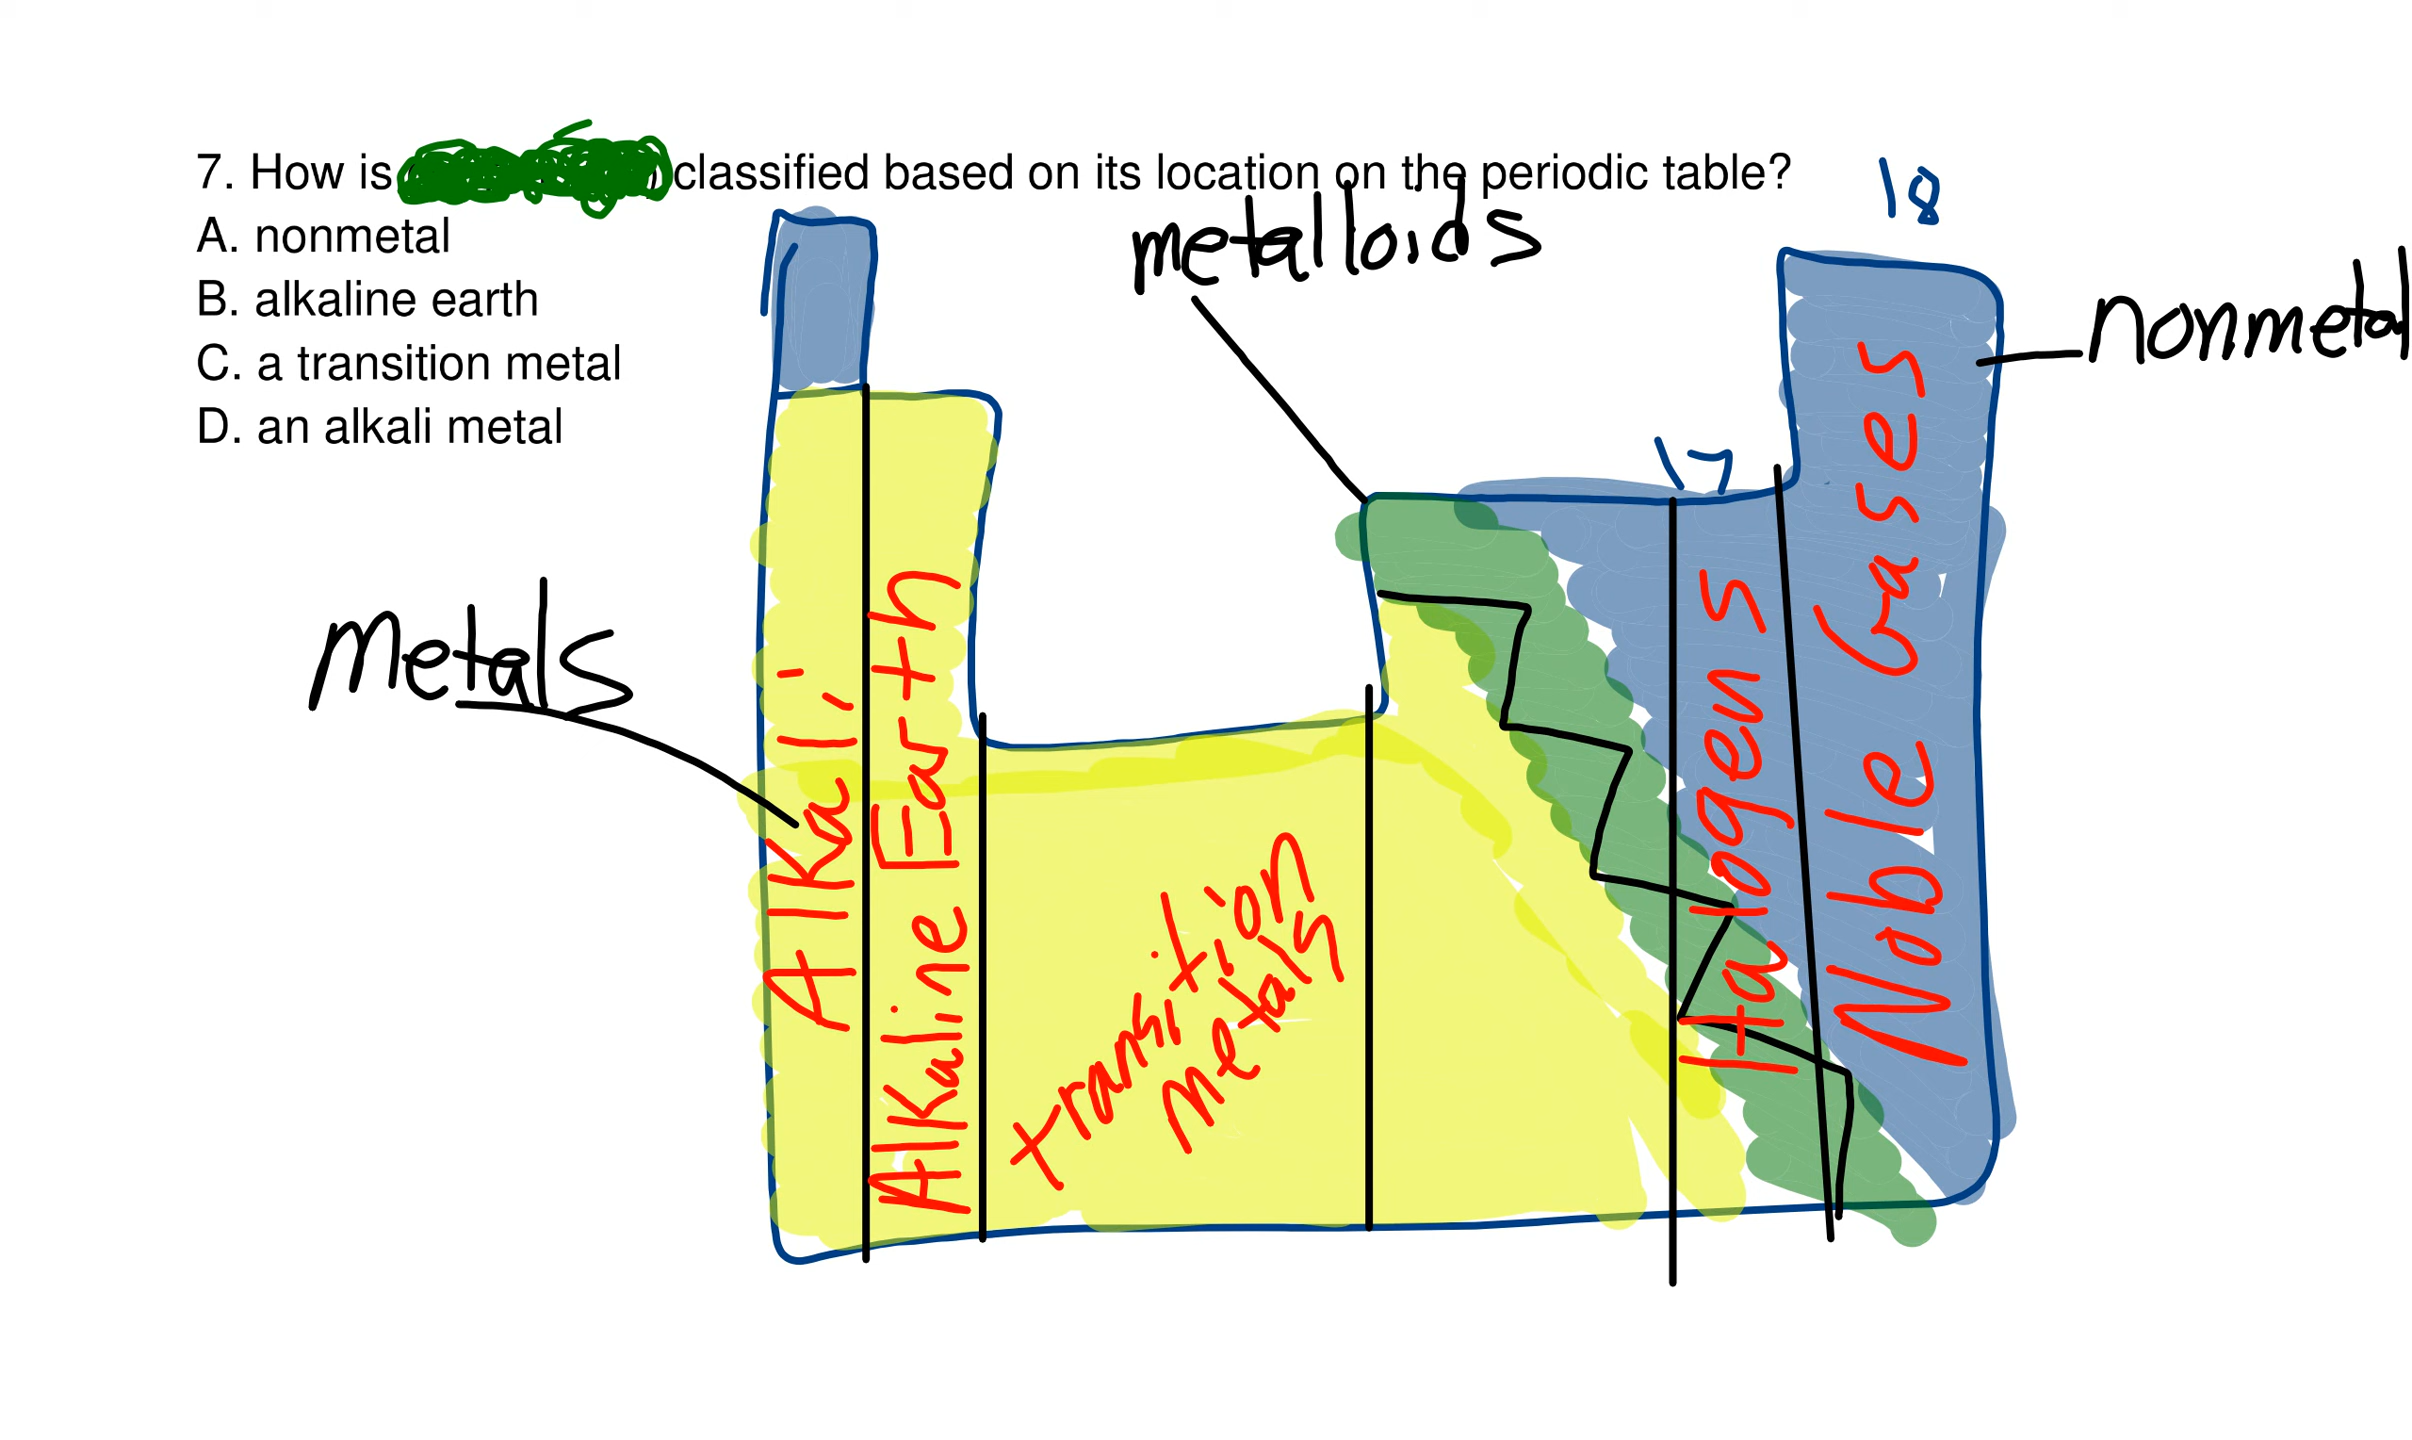 7. How is classified based on its location on the periodic table?
A. nonmetal
B. alkaline earth
C. a transition metal
D. an alkali metal
18
metalloids
nonmetal
17
metals
Alkali
Alkaline Earth
transition
metals
Halogens
Noble Gases